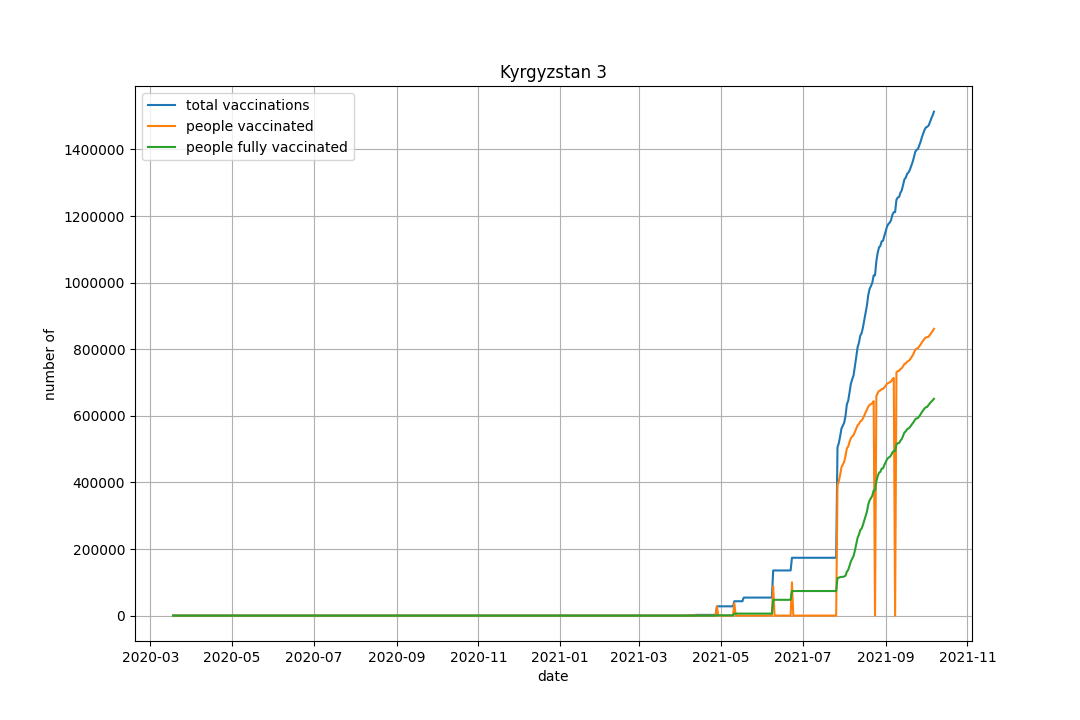 Kyrgyzstan 3
total vaccinations
people vaccinated
people fully vaccinated
1400000
1200000
1000000
800000
600000
400000
200000
0
number of
2020-03 2020-05 2020-07 2020-09 2020-11 2021-01 2021-03 2021-05 2021-07 2021-09 2021-11
date